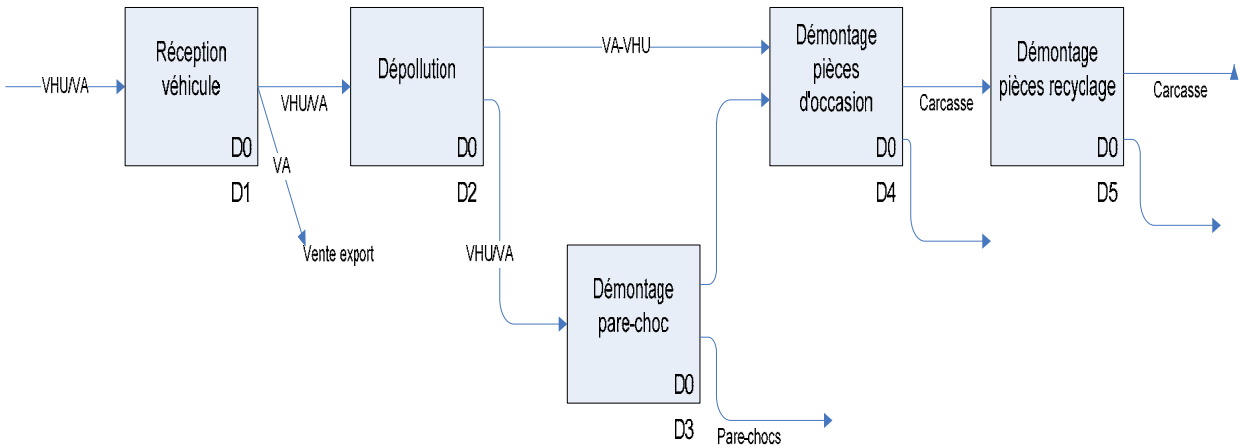 VHU/VA
Réception
véhicule
D0
D1
VA
Vente export
VHU/VA
Dépollution
D0
D2
VA-VHU
VHU/VA
Démontage
pare-choc
D0
D3
Pare-chocs
Démontage
pièces
d'occasion
D0
D4
Carcasse
Démontage
pièces recyclage
D0
D5
Carcasse